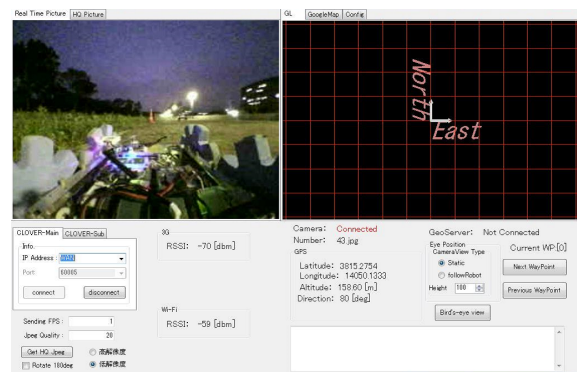 Real Time Picture HQ Picture
GL GoogleMap Config
North
East
CLOVER-Main CLOVER-Sub
Info.
IP Address : WAN
Port: 60005
connect disconnect
Sending FPS : 1
Jpeg Quality : 20
Get HQ Jpeg 高解像度
Rotate 180deg 低解像度
3G
RSSI: -70 [dbm]
Wi-Fi
RSSI: -59 [dbm]
Camera: Connected
Number: 43.jpg
GPS
Latitude: 3815.2754
Longitude: 14050.1333
Altitude: 158.60 [m]
Direction: 80 [deg]
GeoServer: Not Connected
Eye Position
CameraView Type
Static
followRobot
Height 100
Bird's-eye view
Current WP:[0]
Next WayPoint
Previous WayPoint